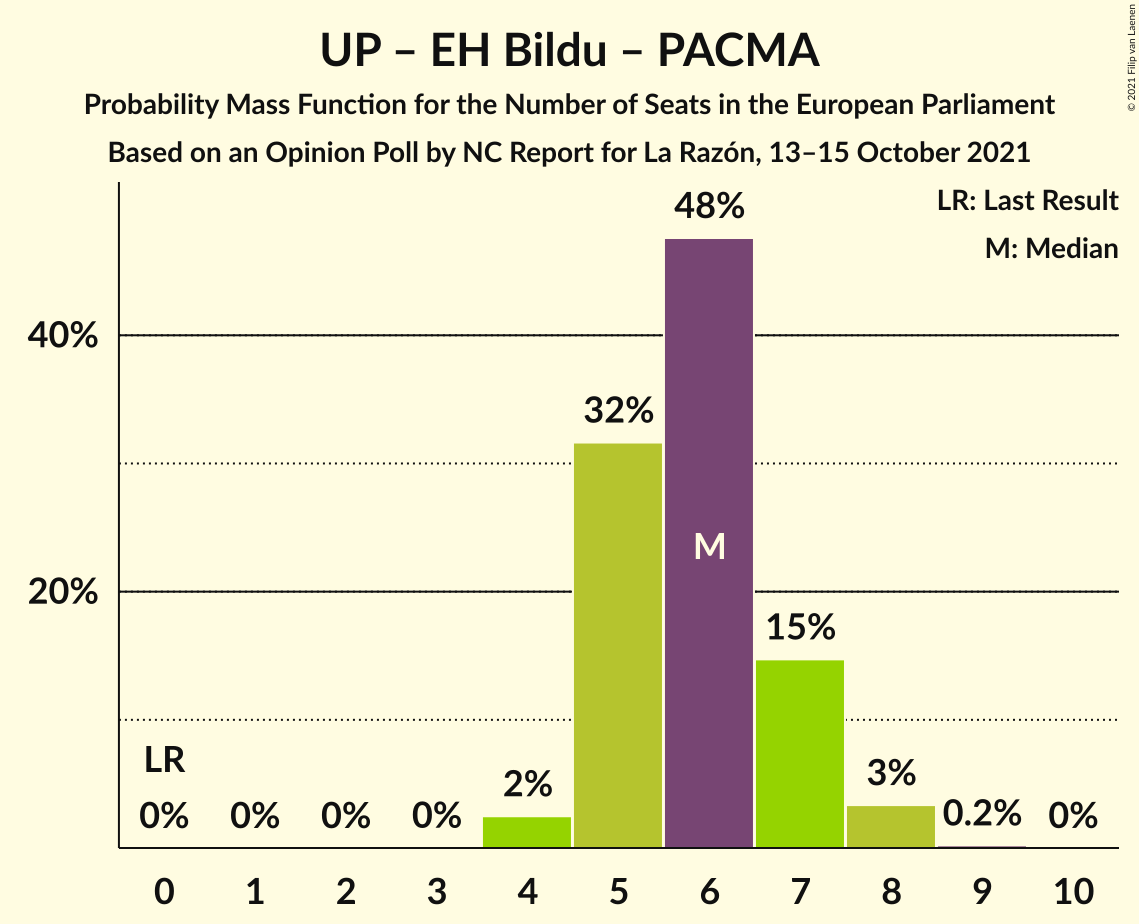 UP – EH Bildu – PACMA
Probability Mass Function for the Number of Seats in the European Parliament
Based on an Opinion Poll by NC Report for La Razón, 13–15 October 2021
© 2021 Filip van Laenen
LR: Last Result
M: Median
48%
40%
32%
M
20%
15%
LR
2%
3%
0% 0% 0% 0% 0.2% 0%
0 1 2 3 4 5 6 7 8 9 10